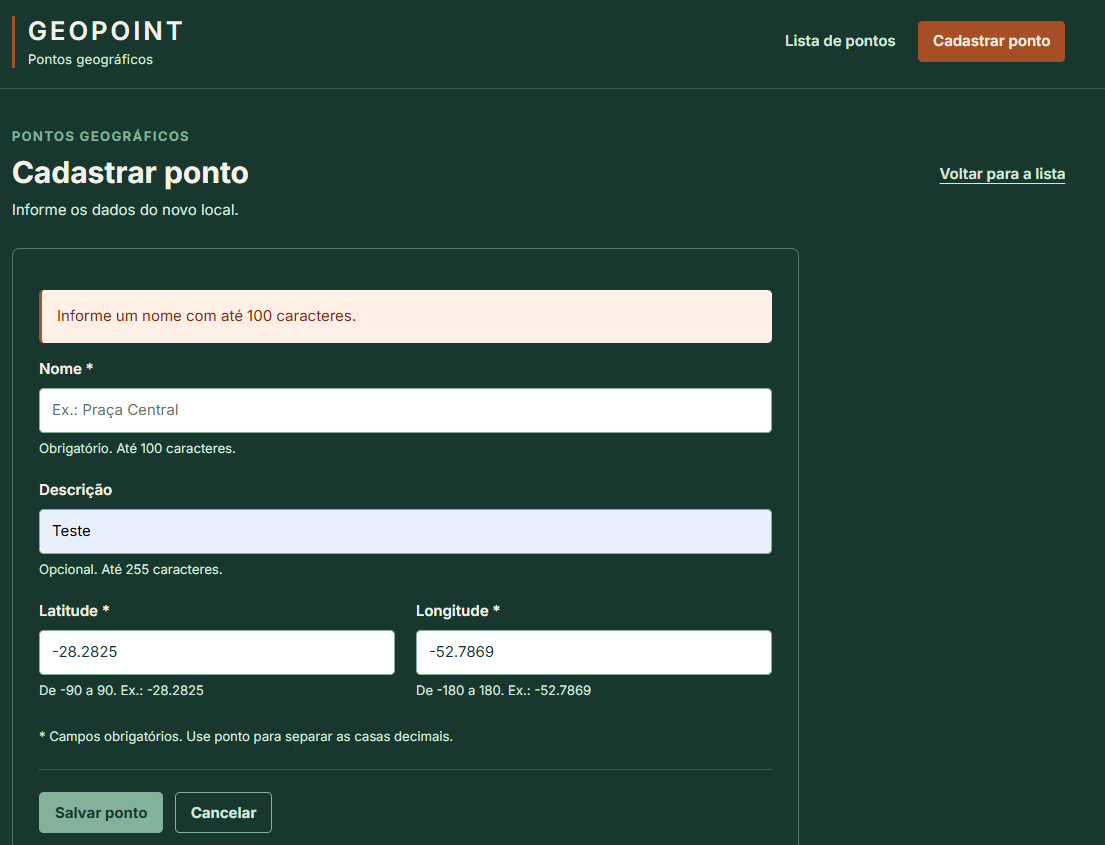 GEOPOINT
Pontos geográficos
Lista de pontos
Cadastrar ponto
PONTOS GEOGRÁFICOS
Cadastrar ponto
Voltar para a lista
Informe os dados do novo local.
Informe um nome com até 100 caracteres.
Nome *
Ex.: Praça Central
Obrigatório. Até 100 caracteres.
Descrição
Teste
Opcional. Até 255 caracteres.
Latitude *
Longitude *
-28.2825
-52.7869
De -90 a 90. Ex.: -28.2825
De -180 a 180. Ex.: -52.7869
* Campos obrigatórios. Use ponto para separar as casas decimais.
Salvar ponto
Cancelar